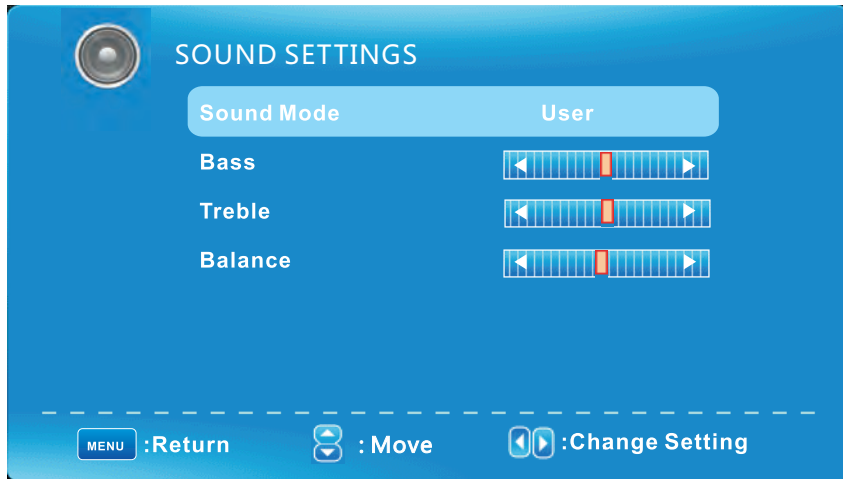 SOUND SETTINGS
Sound Mode User
Bass
Treble
Balance
MENU :Return : Move :Change Setting